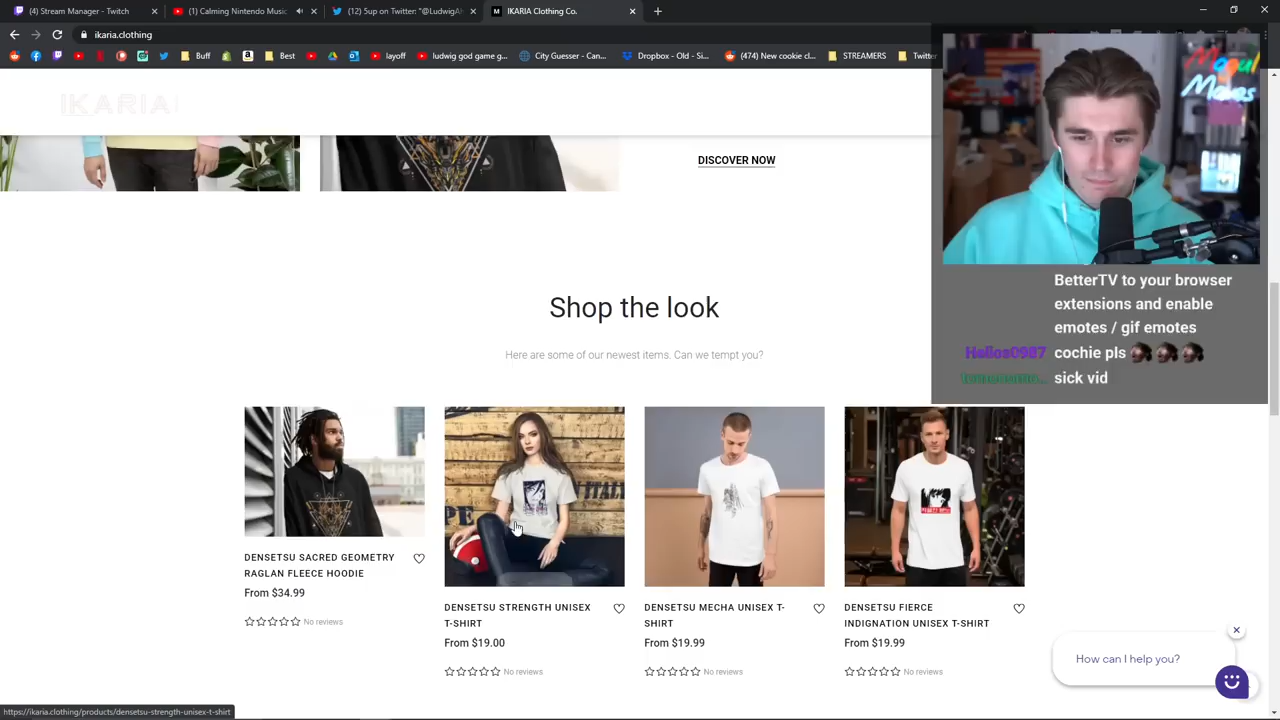 (4) Stream Manager - Twitch
(1) Calming Nintendo Music
(12) 5up on Twitter: "@LudwigAh
IKARIA Clothing Co.
ikaria.clothing
Buff
Best
layoff
ludwig god game g...
City Guesser - Can...
Dropbox - Old - Si...
(474) New cookie cl...
STREAMERS
Twitter
IKARIA
Mogul
Moves
DISCOVER NOW
BetterTV to your browser
extensions and enable
emotes / gif emotes
Helios0987 cochie pls
sick vid
Shop the look
Here are some of our newest items. Can we tempt you?
DENSETSU SACRED GEOMETRY
RAGLAN FLEECE HOODIE
From $34.99
No reviews
DENSETSU STRENGTH UNISEX
T-SHIRT
From $19.00
No reviews
DENSETSU MECHA UNISEX T-
SHIRT
From $19.99
No reviews
DENSETSU FIERCE
INDIGNATION UNISEX T-SHIRT
From $19.99
No reviews
How can I help you?
https://ikaria.clothing/products/densetsu-strength-unisex-t-shirt